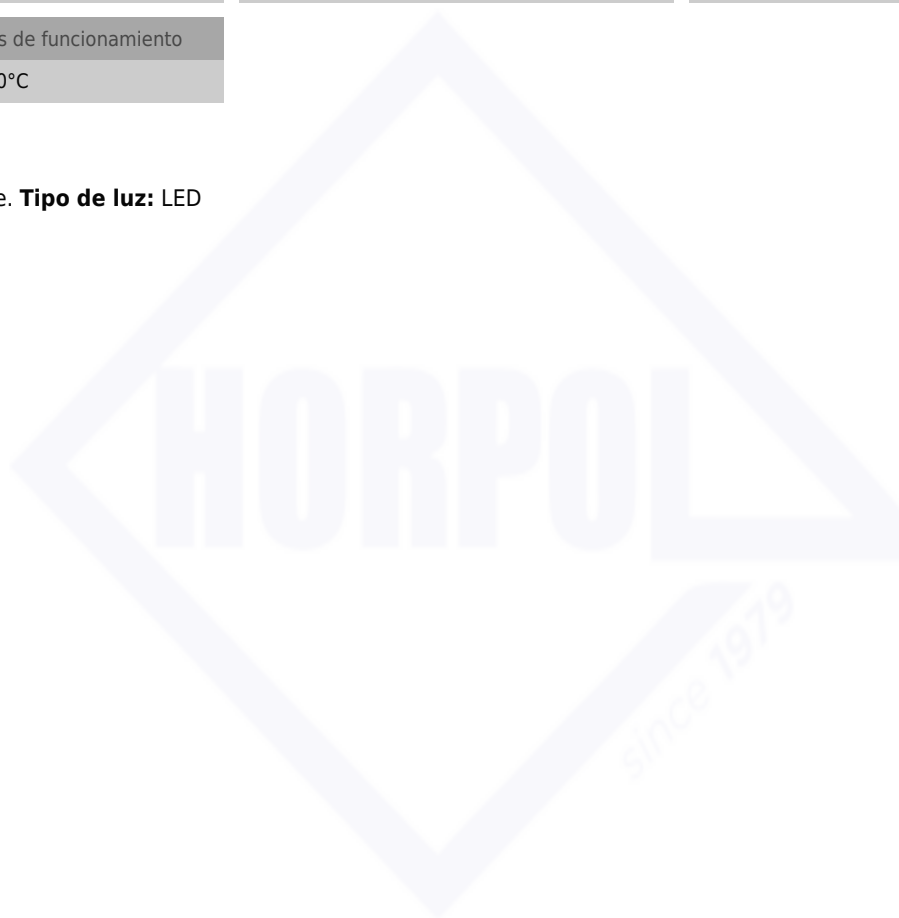 s de funcionamiento
0°C
e. Tipo de luz: LED
HORPOL
since 1979